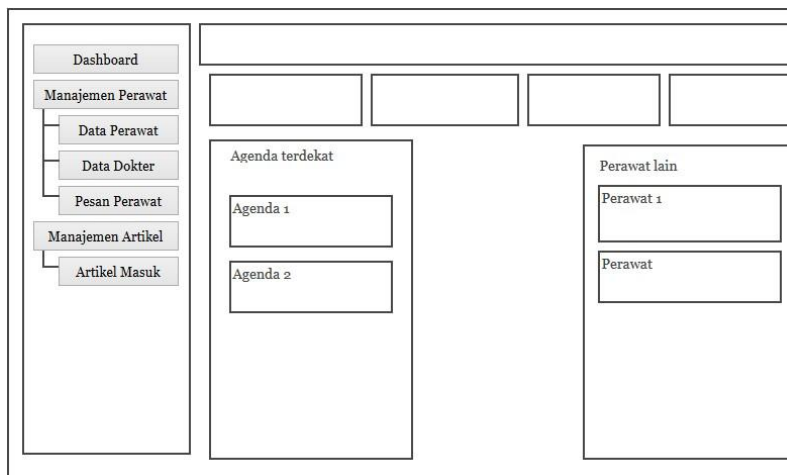 Dashboard
Manajemen Perawat
Data Perawat
Data Dokter
Pesan Perawat
Manajemen Artikel
Artikel Masuk
Agenda terdekat
Agenda 1
Agenda 2
Perawat lain
Perawat 1
Perawat